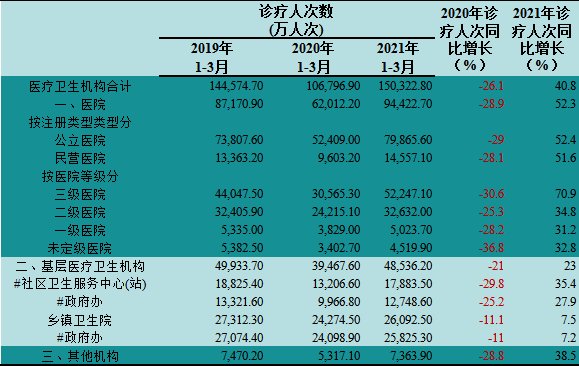 诊疗人次数 (万人次) 2020年诊疗人次同比增长（%） 2021年诊疗人次同比增长（%）
2019年1-3月 2020年1-3月 2021年1-3月
医疗卫生机构合计 144,574.70 106,796.90 150,322.80 -26.1 40.8
一、医院 87,170.90 62,012.20 94,422.70 -28.9 52.3
按注册类型类型分
公立医院 73,807.60 52,409.00 79,865.60 -29 52.4
民营医院 13,363.20 9,603.20 14,557.10 -28.1 51.6
按医院等级分
三级医院 44,047.50 30,565.30 52,247.10 -30.6 70.9
二级医院 32,405.90 24,215.10 32,632.00 -25.3 34.8
一级医院 5,335.00 3,829.00 5,023.70 -28.2 31.2
未定级医院 5,382.50 3,402.70 4,519.90 -36.8 32.8
二、基层医疗卫生机构 49,933.70 39,467.60 48,536.20 -21 23
#社区卫生服务中心(站) 18,825.40 13,206.60 17,883.50 -29.8 35.4
#政府办 13,321.60 9,966.80 12,748.60 -25.2 27.9
乡镇卫生院 27,312.30 24,274.50 26,092.50 -11.1 7.5
#政府办 27,074.40 24,098.90 25,825.30 -11 7.2
三、其他机构 7,470.20 5,317.10 7,363.90 -28.8 38.5